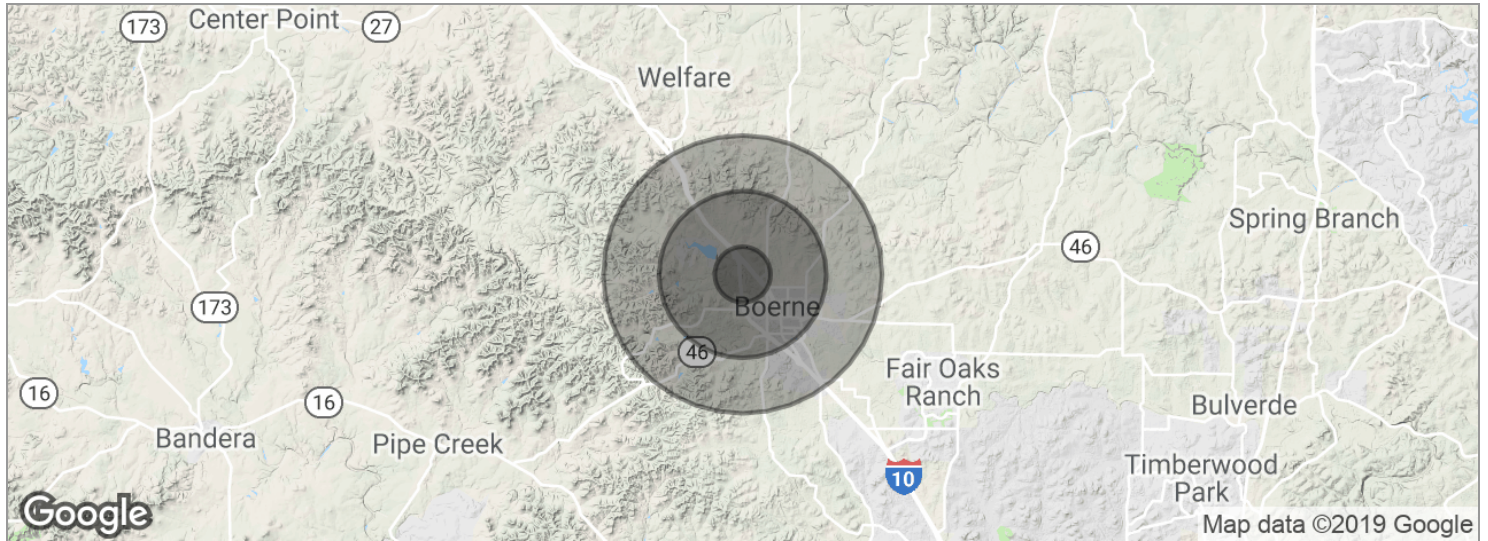 173
Center Point
27
Welfare
Spring Branch
46
173
Boerne
46
Fair Oaks
Ranch
16
16
Bulverde
Bandera
Pipe Creek
Timberwood
Park
10
Google
Map data ©2019 Google